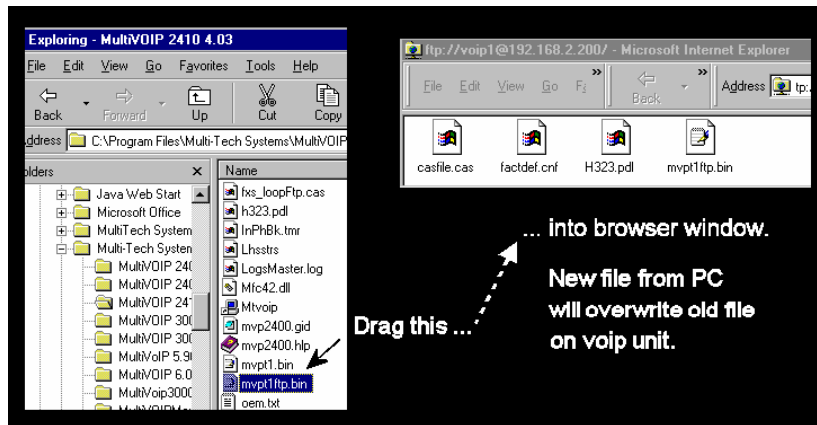 Exploring - MultiVOIP 2410 4.03
File Edit View Go Favorites Tools Help
Back Forward Up Cut Copy
ddress C:\Program Files\Multi-Tech Systems\MultiVOIP
olders × Name
Java Web Start
Microsoft Office
MultiTech System
Multi-Tech System
MultiVOIP 240
MultiVOIP 240
MultiVOIP 241
MultiVOIP 300
MultiVOIP 300
MultiVoIP 5.9
MultiVOIP 6.0
MultiVoip3000
fxs_loopFtp.cas
h323.pdl
InPhBk.tmr
Lhsstrs
LogsMaster.log
Mfc42.dll
Mtvoip
mvp2400.gid
mvp2400.hlp
mvpt1.bin
mvpt1ftp.bin
oem.txt
ftp://voip1@192.168.2.200/ - Microsoft Internet Explorer
File Edit View Go F » Back » Address tp:
casfile.cas factdef.cnf H323.pdl mvpt1ftp.bin
Drag this ...
... into browser window.
New file from PC
will overwrite old file
on voip unit.